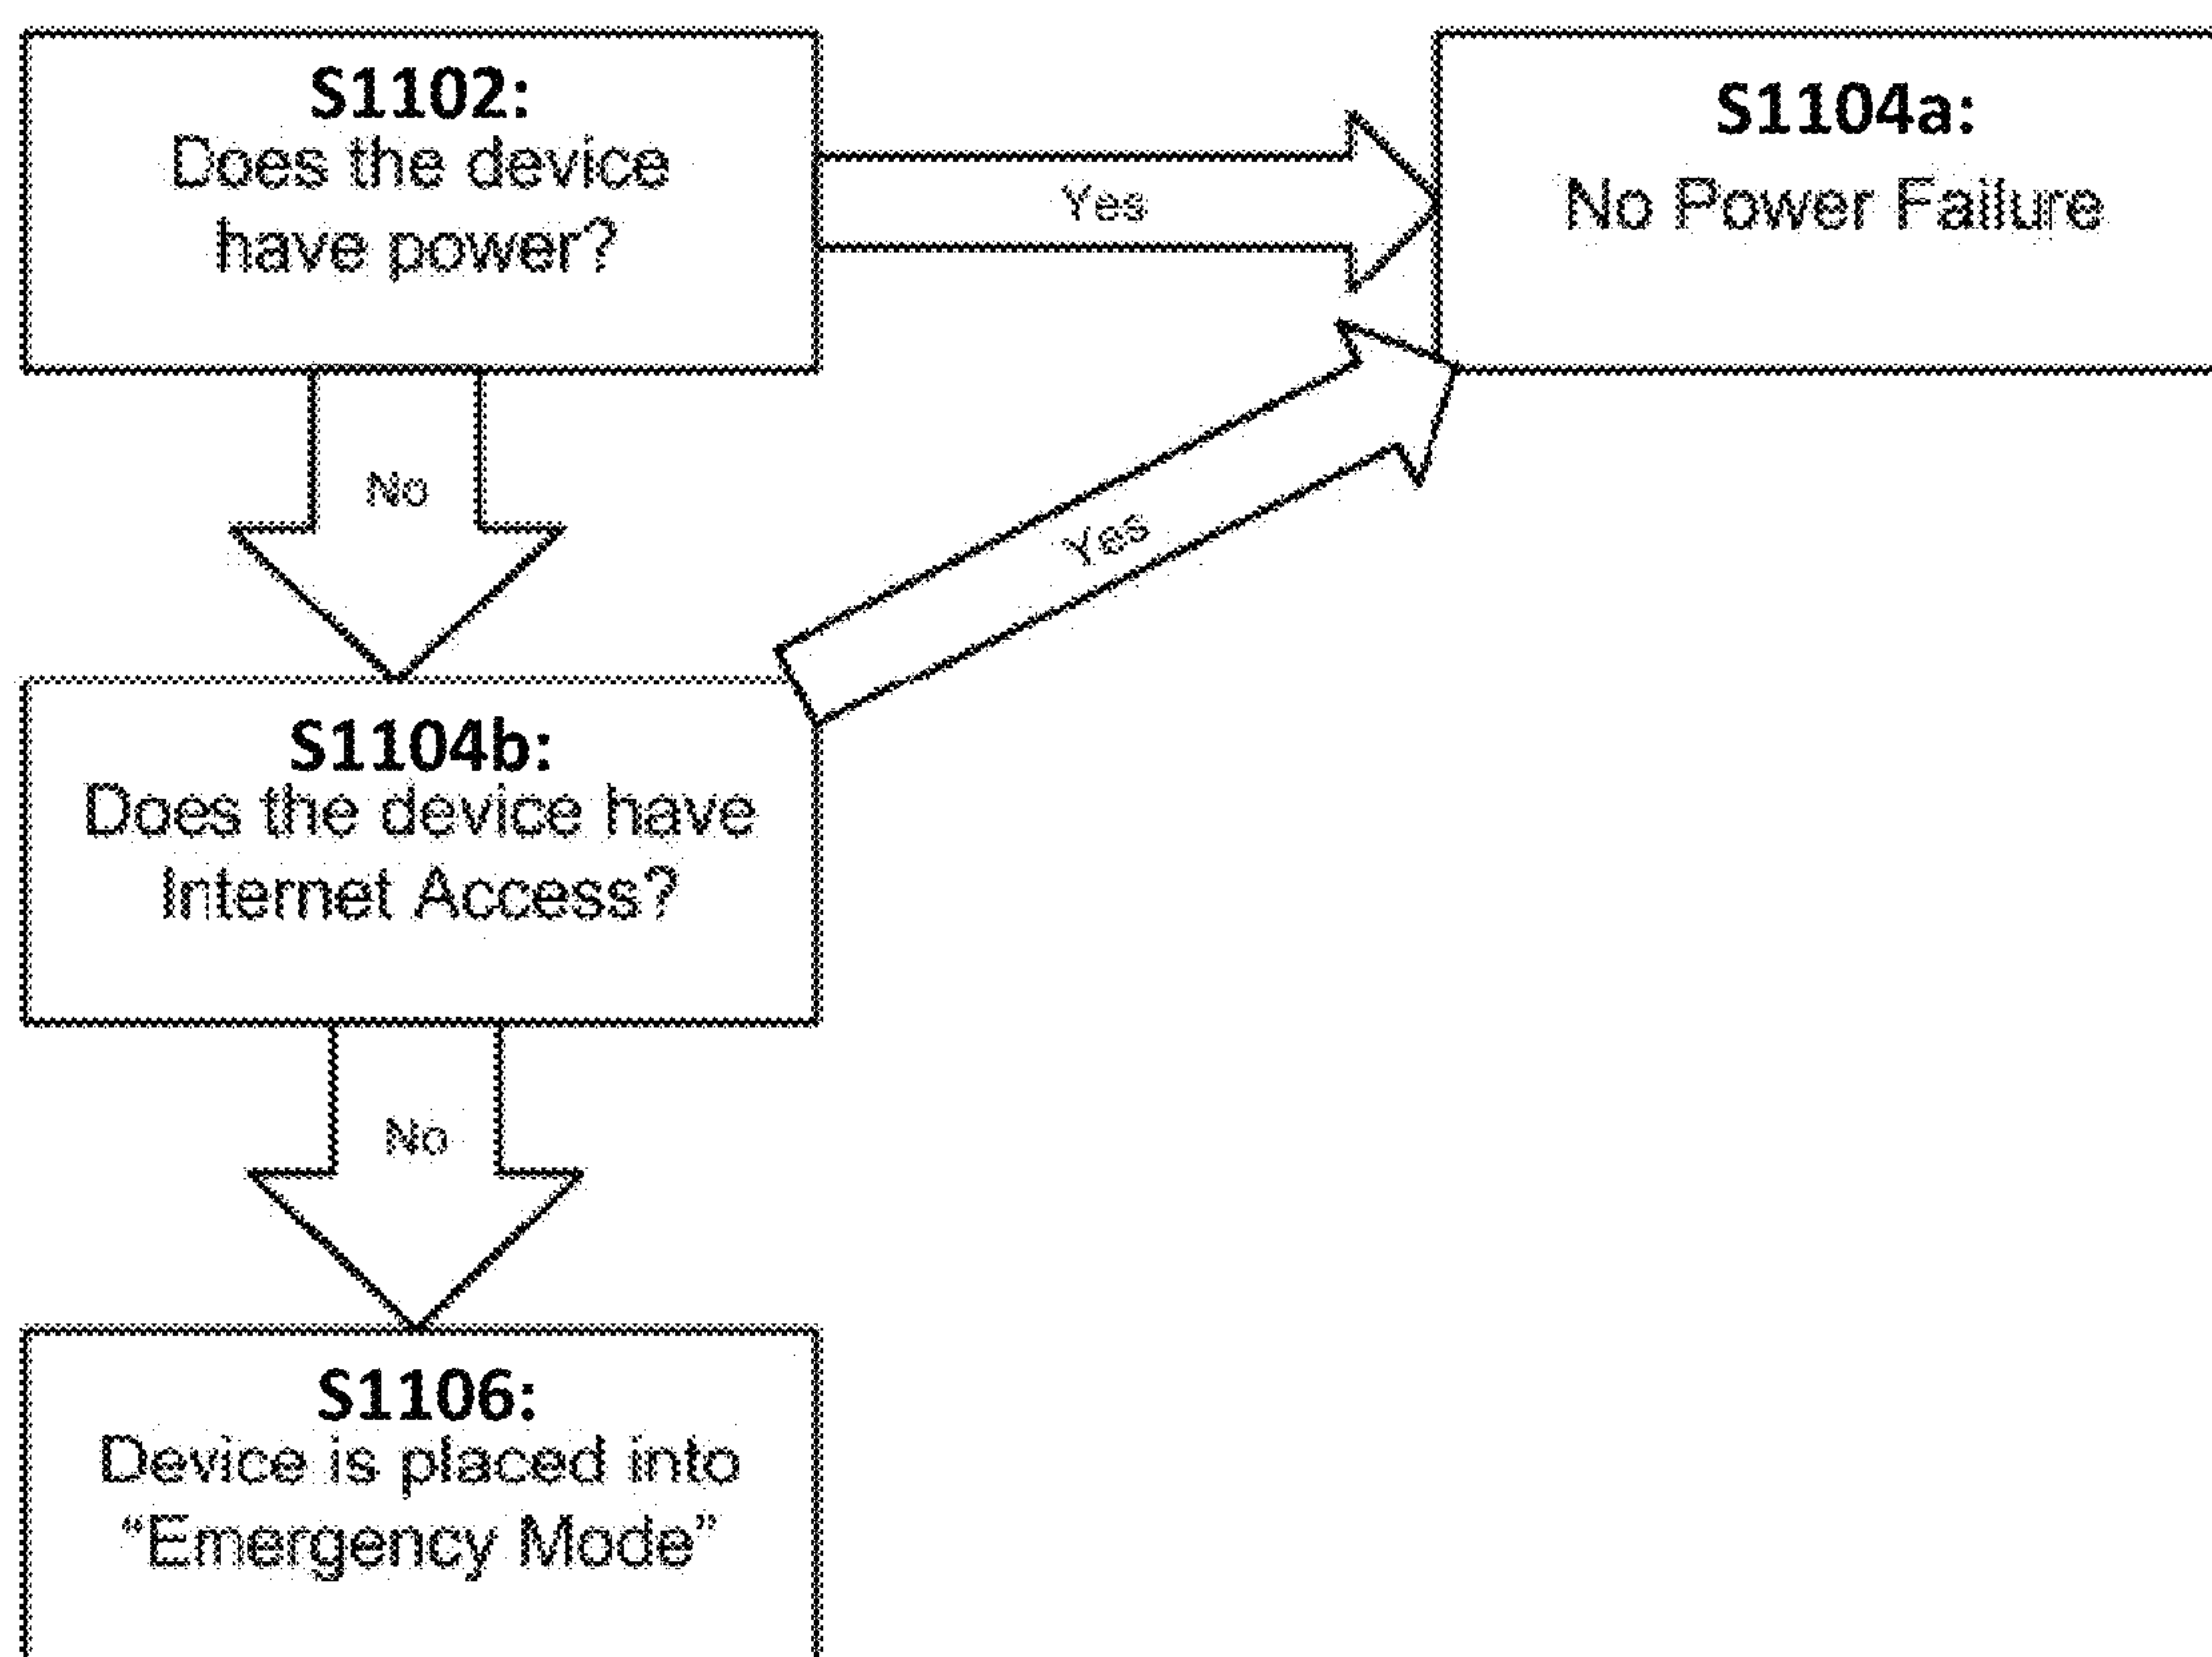 S1102:
Does the device
have power?
Yes
S1104a:
No Power Failure
No
Yes
S1104b:
Does the device have
Internet Access?
No
S1106:
Device is placed into
“Emergency Mode”